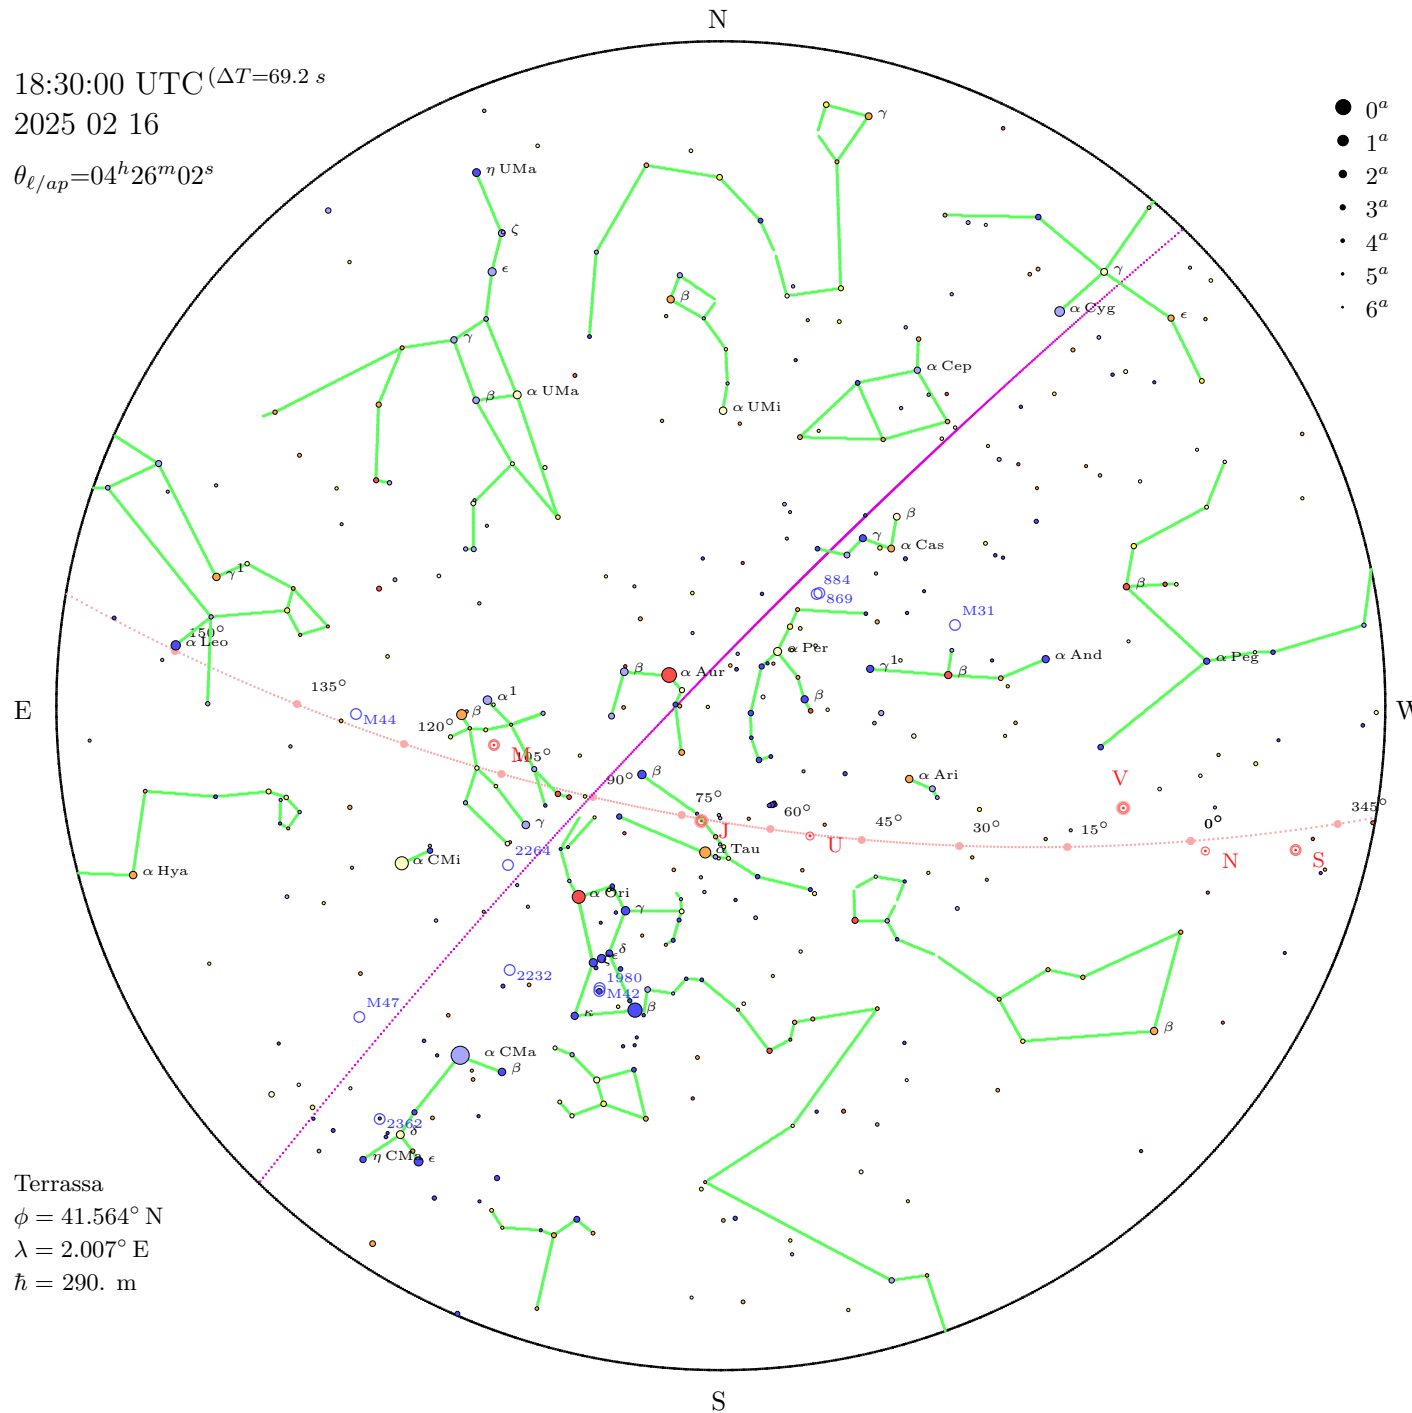 N
18:30:00 UTC (ΔT=69.2 s
2025 02 16
θℓ/ap=04ʰ26ᵐ02ˢ
0ᵃ
1ᵃ
2ᵃ
3ᵃ
4ᵃ
5ᵃ
6ᵃ
γ
η UMa
ζ
ϵ
γ
β
α Cyg
ϵ
γ
α Cep
β
α UMa
α UMi
β
γ
α Cas
884
869
M31
γ¹
150°
α Leo
β
α Per
γ¹
α And
β
α Peg
β
α Aur
β
β
135°
α¹
β
E
W
M44
120°
M
105°
90°
β
75°
60°
α Ari
V
J
U
45°
30°
15°
0°
345°
γ
2264
α CMi
α Tau
N
S
α Hya
α Ori
γ
δ
ϵ
ζ
2232
1980
M42
M47
κ
β
β
α CMa
β
2362
δ
η CMa
ϵ
Terrassa
ϕ = 41.564° N
λ = 2.007° E
ℏ = 290. m
S